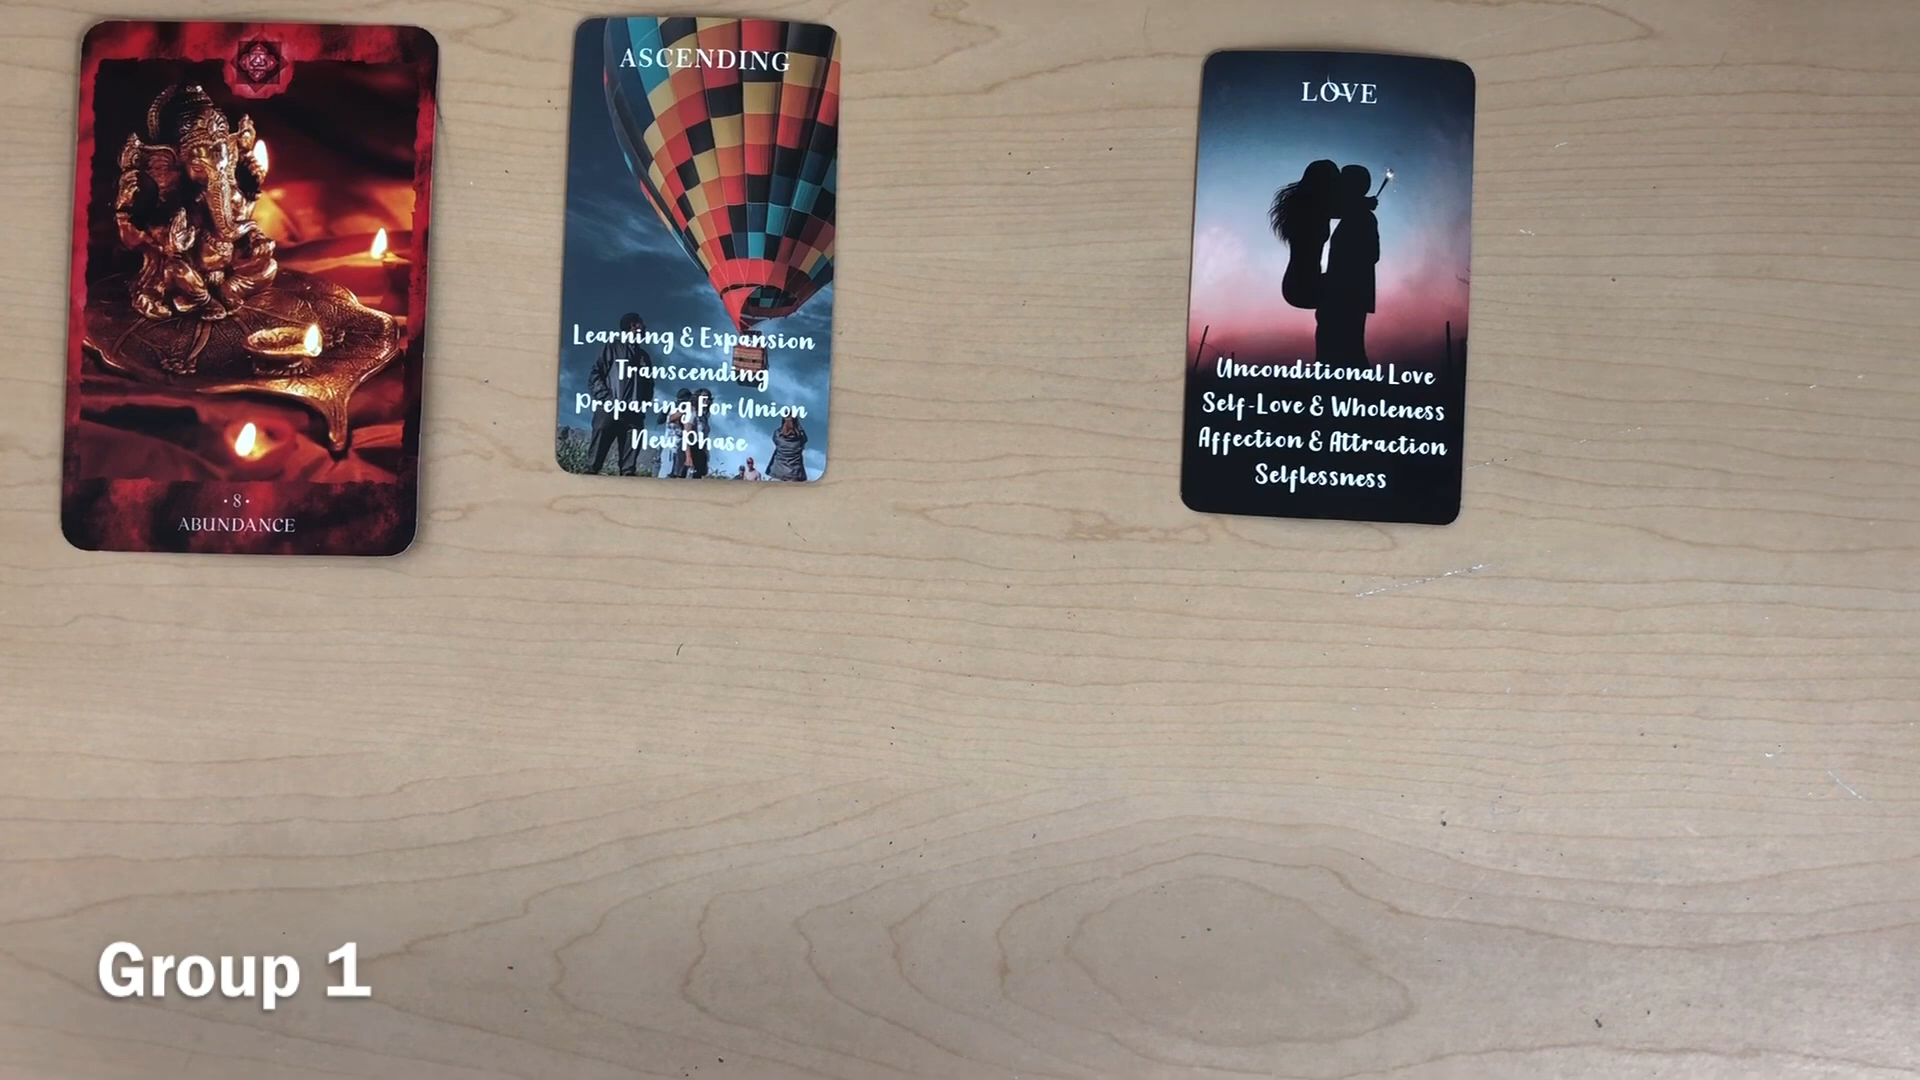 ·8·
ABUNDANCE
ASCENDING
Learning & Expansion
Transcending
Preparing For Union
New Phase
LOVE
Unconditional Love
Self-Love & Wholeness
Affection & Attraction
Selflessness
Group 1